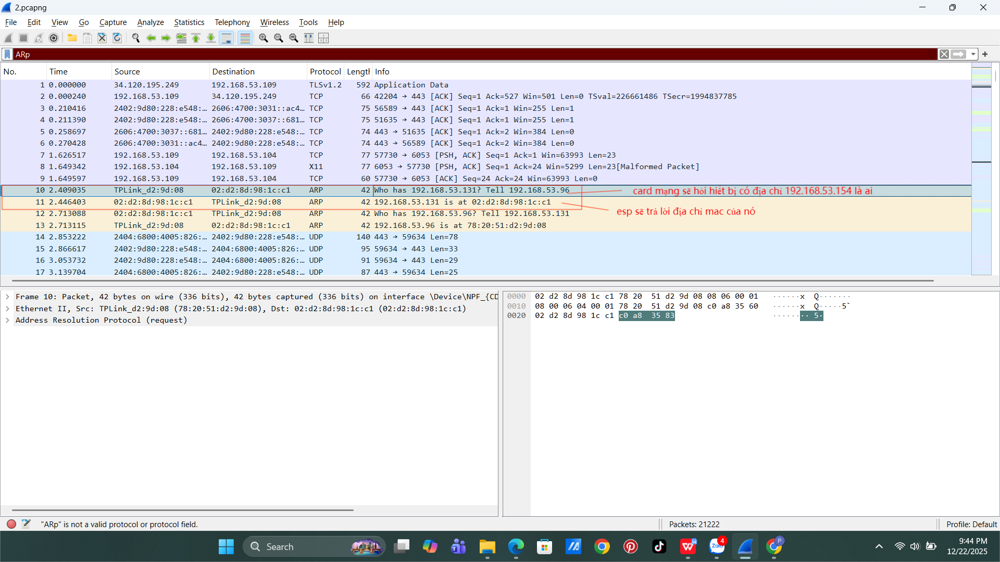 2.pcapng
File Edit View Go Capture Analyze Statistics Telephony Wireless Tools Help
ARp
No. Time Source Destination Protocol Length Info
1 0.000000 34.120.195.249 192.168.53.109 TLSv1.2 592 Application Data
2 0.000240 192.168.53.109 34.120.195.249 TCP 66 42204 → 443 [ACK] Seq=1 Ack=527 Win=501 Len=0 TSval=226661486 TSecr=1994837785
3 0.210416 2402:9d80:228:e548:… 2606:4700:3031::ac4… TCP 75 56589 → 443 [ACK] Seq=1 Ack=1 Win=255 Len=1
4 0.211390 2402:9d80:228:e548:… 2606:4700:3037::681… TCP 75 51635 → 443 [ACK] Seq=1 Ack=1 Win=255 Len=1
5 0.258697 2606:4700:3037::681… 2402:9d80:228:e548:… TCP 74 443 → 51635 [ACK] Seq=1 Ack=2 Win=384 Len=0
6 0.270428 2606:4700:3031::ac4… 2402:9d80:228:e548:… TCP 74 443 → 56589 [ACK] Seq=1 Ack=2 Win=384 Len=0
7 1.626517 192.168.53.109 192.168.53.104 TCP 77 57730 → 6053 [PSH, ACK] Seq=1 Ack=1 Win=63993 Len=23
8 1.649342 192.168.53.104 192.168.53.109 X11 77 6053 → 57730 [PSH, ACK] Seq=1 Ack=24 Win=5299 Len=23[Malformed Packet]
9 1.649597 192.168.53.109 192.168.53.104 TCP 60 57730 → 6053 [ACK] Seq=24 Ack=24 Win=63993 Len=0
10 2.409035 TPLink_d2:9d:08 02:d2:8d:98:1c:c1 ARP 42 Who has 192.168.53.131? Tell 192.168.53.96
card mạng sẽ hỏi hiết bị có địa chỉ 192.168.53.154 là ai
11 2.446403 02:d2:8d:98:1c:c1 TPLink_d2:9d:08 ARP 42 192.168.53.131 is at 02:d2:8d:98:1c:c1
esp sẽ trả lời địa chỉ mac của nó
12 2.713088 02:d2:8d:98:1c:c1 TPLink_d2:9d:08 ARP 42 Who has 192.168.53.96? Tell 192.168.53.131
13 2.713115 TPLink_d2:9d:08 02:d2:8d:98:1c:c1 ARP 42 192.168.53.96 is at 78:20:51:d2:9d:08
14 2.853222 2404:6800:4005:826:… 2402:9d80:228:e548:… UDP 140 443 → 59634 Len=78
15 2.866617 2402:9d80:228:e548:… 2404:6800:4005:826:… UDP 95 59634 → 443 Len=33
16 3.053732 2402:9d80:228:e548:… 2404:6800:4005:826:… UDP 91 59634 → 443 Len=29
17 3.139704 2404:6800:4005:826:… 2402:9d80:228:e548:… UDP 87 443 → 59634 Len=25
Frame 10: Packet, 42 bytes on wire (336 bits), 42 bytes captured (336 bits) on interface \Device\NPF_{CD
Ethernet II, Src: TPLink_d2:9d:08 (78:20:51:d2:9d:08), Dst: 02:d2:8d:98:1c:c1 (02:d2:8d:98:1c:c1)
Address Resolution Protocol (request)
0000 02 d2 8d 98 1c c1 78 20 51 d2 9d 08 08 06 00 01 ······x Q·······
0010 08 00 06 04 00 01 78 20 51 d2 9d 08 c0 a8 35 60 ······x Q·····5`
0020 02 d2 8d 98 1c c1 c0 a8 35 83 ········ 5·
"ARp" is not a valid protocol or protocol field.
Packets: 21222
Profile: Default
Search
Zalo
4
P
9:44 PM
12/22/2025